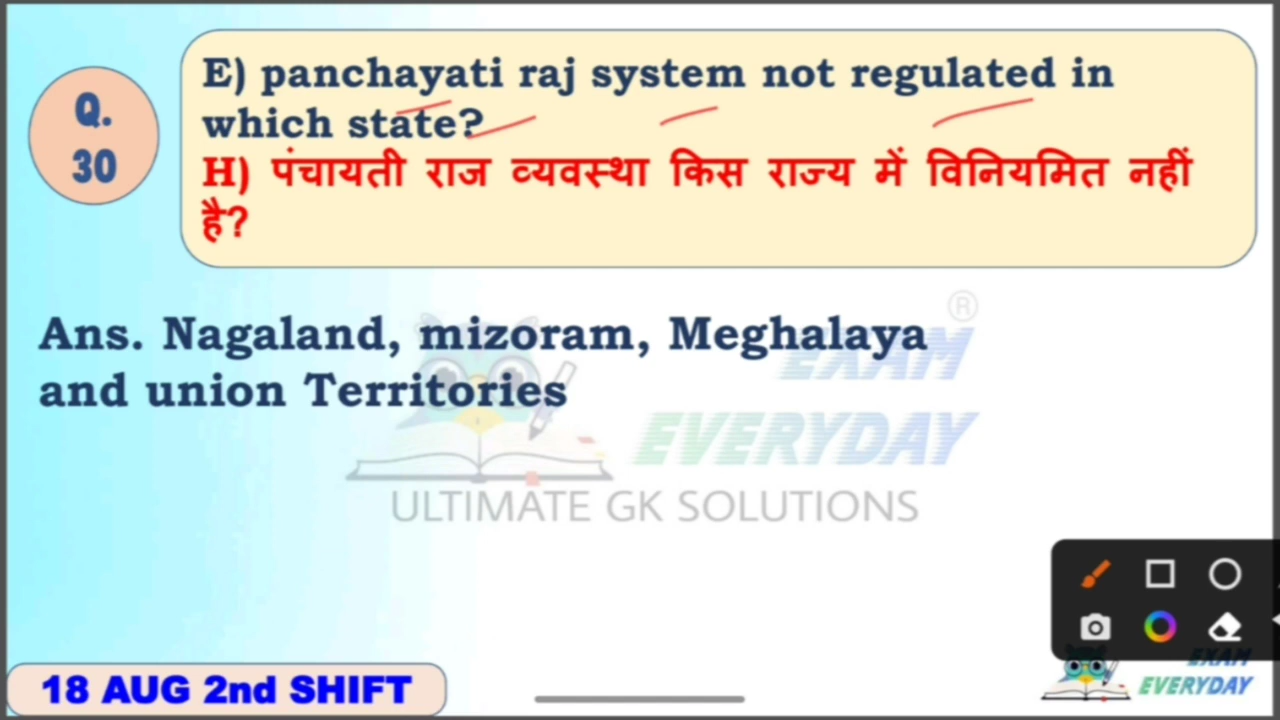 Q.
30
E) panchayati raj system not regulated in
which state?
H) पंचायती राज व्यवस्था किस राज्य में विनियमित नहीं
है?
Ans. Nagaland, mizoram, Meghalaya
and union Territories
®
EXAM
EVERYDAY
ULTIMATE GK SOLUTIONS
18 AUG 2nd SHIFT
EXAM
EVERYDAY